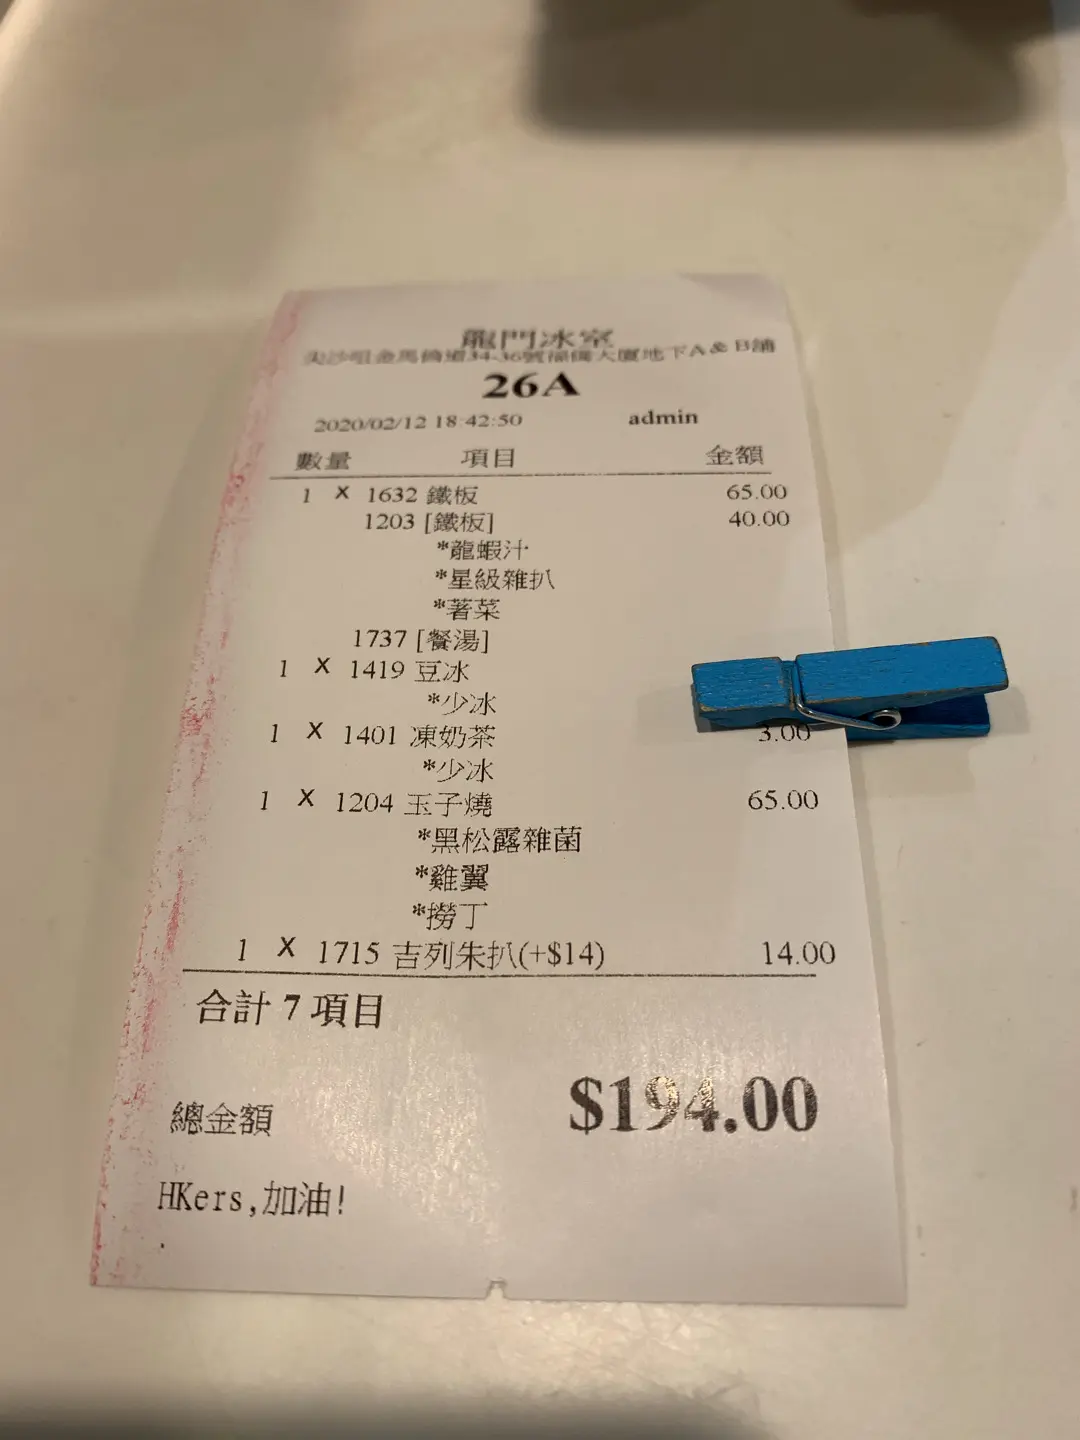 龍門冰室
尖沙咀金馬倫道34-36號福僑大廈地下A & B舖
26A
2020/02/12 18:42:50 admin
數量 項目 金額
1 X 1632 鐵板 65.00
1203 [鐵板] 40.00
*龍蝦汁
*星級雜扒
*薯菜
1737 [餐湯]
1 X 1419 豆冰
*少冰
1 X 1401 凍奶茶 3.00
*少冰
1 X 1204 玉子燒 65.00
*黑松露雜菌
*雞翼
*撈丁
1 X 1715 吉列朱扒(+$14) 14.00
合計 7 項目
總金額 $194.00
HKers,加油!